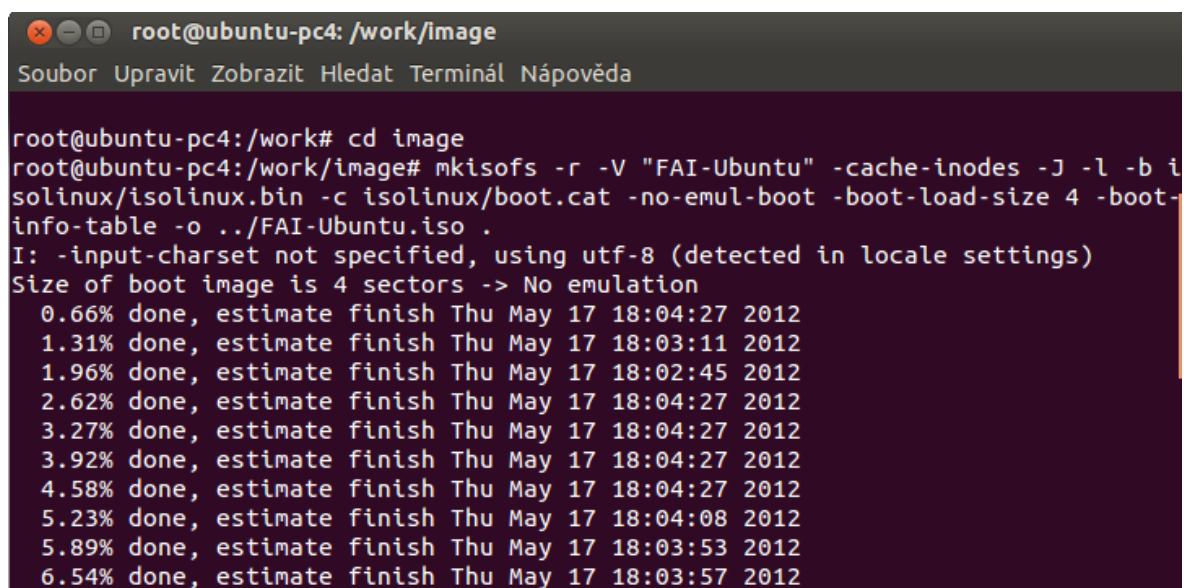 root@ubuntu-pc4: /work/image
Soubor Upravit Zobrazit Hledat Terminál Nápověda
root@ubuntu-pc4:/work# cd image
root@ubuntu-pc4:/work/image# mkisofs -r -V "FAI-Ubuntu" -cache-inodes -J -l -b i
solinux/isolinux.bin -c isolinux/boot.cat -no-emul-boot -boot-load-size 4 -boot-
info-table -o ../FAI-Ubuntu.iso .
I: -input-charset not specified, using utf-8 (detected in locale settings)
Size of boot image is 4 sectors -> No emulation
0.66% done, estimate finish Thu May 17 18:04:27 2012
1.31% done, estimate finish Thu May 17 18:03:11 2012
1.96% done, estimate finish Thu May 17 18:02:45 2012
2.62% done, estimate finish Thu May 17 18:04:27 2012
3.27% done, estimate finish Thu May 17 18:04:27 2012
3.92% done, estimate finish Thu May 17 18:04:27 2012
4.58% done, estimate finish Thu May 17 18:04:27 2012
5.23% done, estimate finish Thu May 17 18:04:08 2012
5.89% done, estimate finish Thu May 17 18:03:53 2012
6.54% done, estimate finish Thu May 17 18:03:57 2012